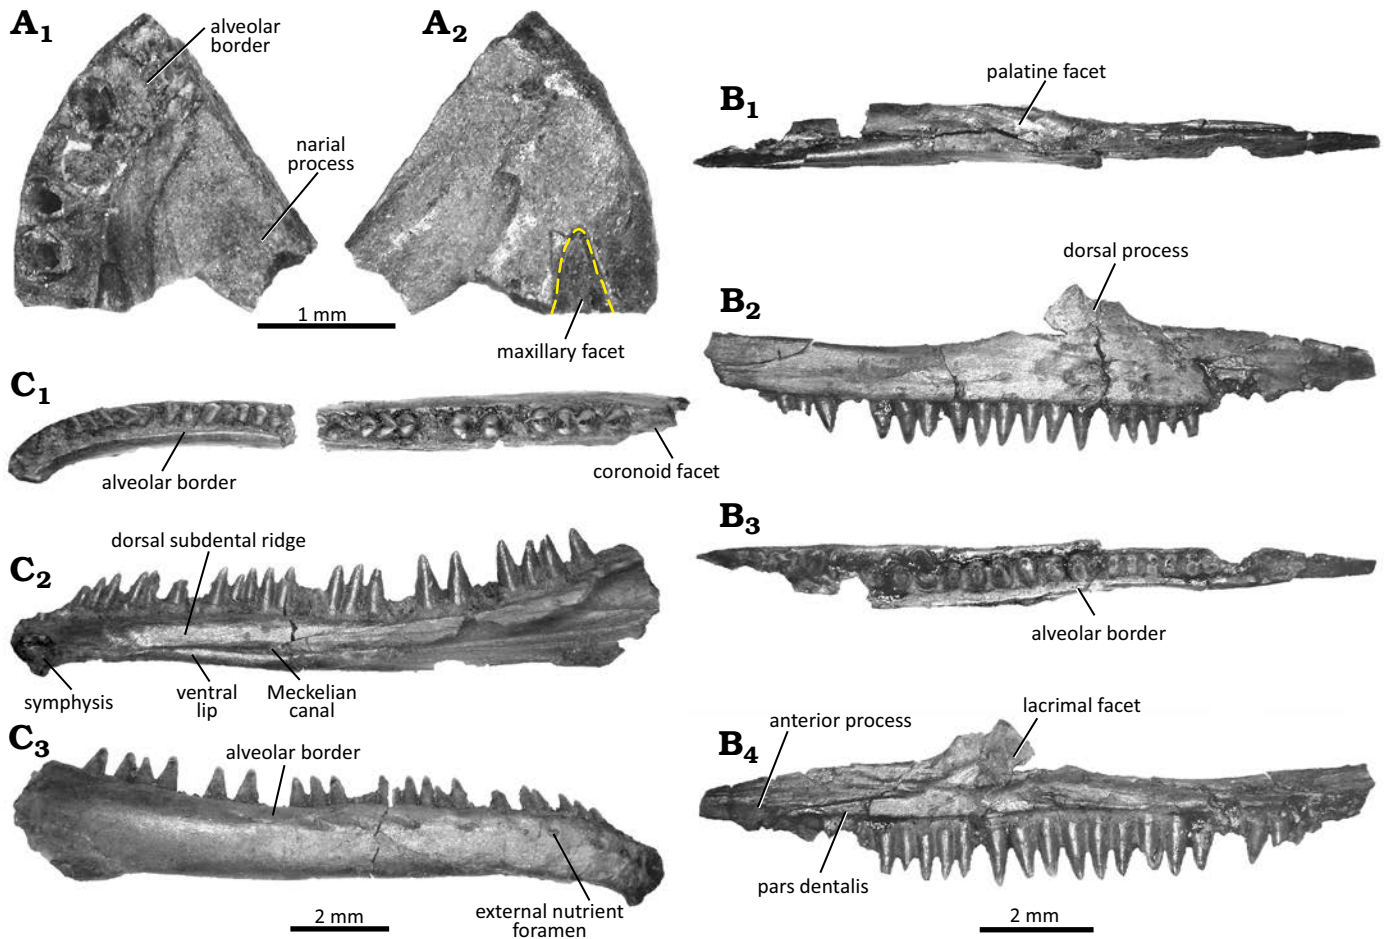 A1
alveolar
border
narial
process
A2
maxillary facet
1 mm
B1
palatine facet
B2
dorsal process
C1
alveolar border
coronoid facet
C2
dorsal subdental ridge
symphysis
ventral
lip
Meckelian
canal
B3
alveolar border
C3
alveolar border
external nutrient
foramen
2 mm
B4
anterior process
lacrimal facet
pars dentalis
2 mm